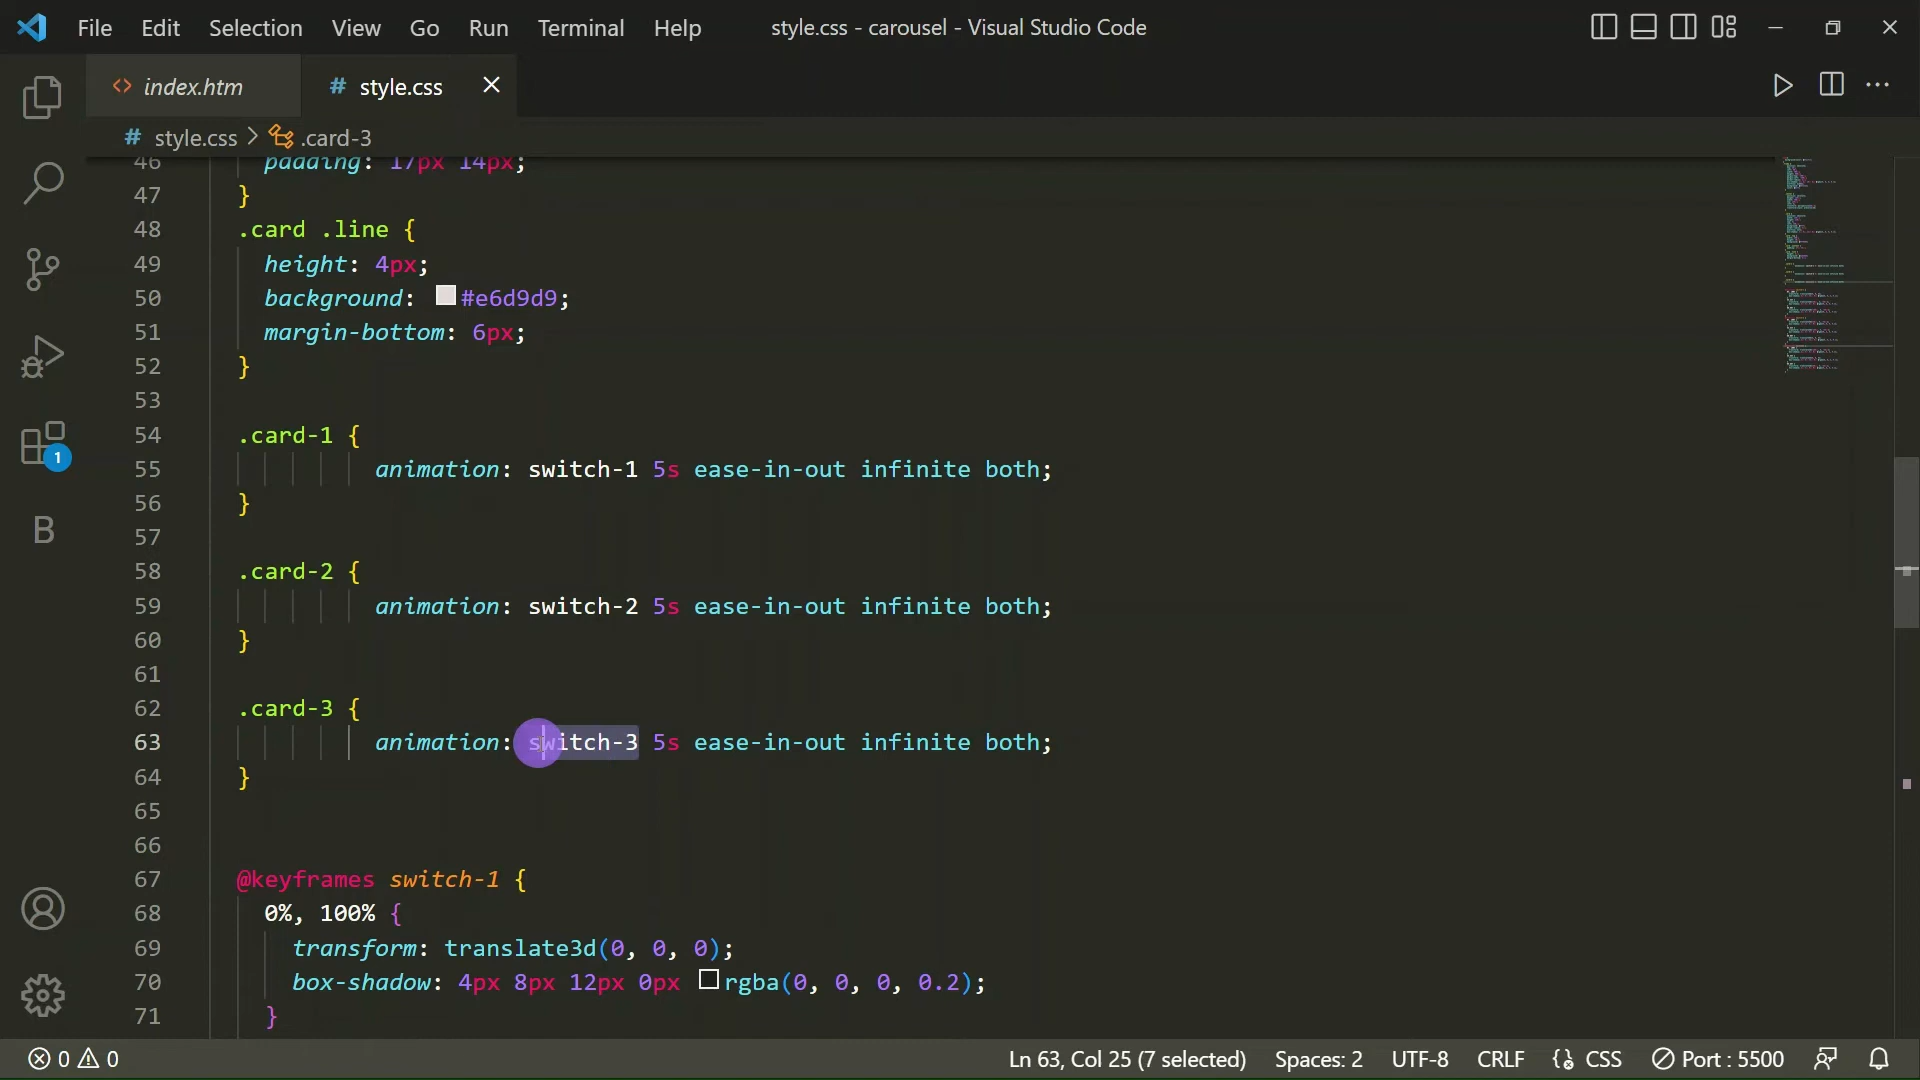 File Edit Selection View Go Run Terminal Help style.css - carousel - Visual Studio Code
<> index.htm # style.css
# style.css > .card-3
46 padding: 17px 14px;
47 }
48 .card .line {
49 height: 4px;
50 background: #e6d9d9;
51 margin-bottom: 6px;
52 }
53
54 .card-1 {
55 animation: switch-1 5s ease-in-out infinite both;
56 }
57
58 .card-2 {
59 animation: switch-2 5s ease-in-out infinite both;
60 }
61
62 .card-3 {
63 animation: switch-3 5s ease-in-out infinite both;
64 }
65
66
67 @keyframes switch-1 {
68 0%, 100% {
69 transform: translate3d(0, 0, 0);
70 box-shadow: 4px 8px 12px 0px rgba(0, 0, 0, 0.2);
71 }
1
B
0 0 Ln 63, Col 25 (7 selected) Spaces: 2 UTF-8 CRLF {} CSS Port : 5500